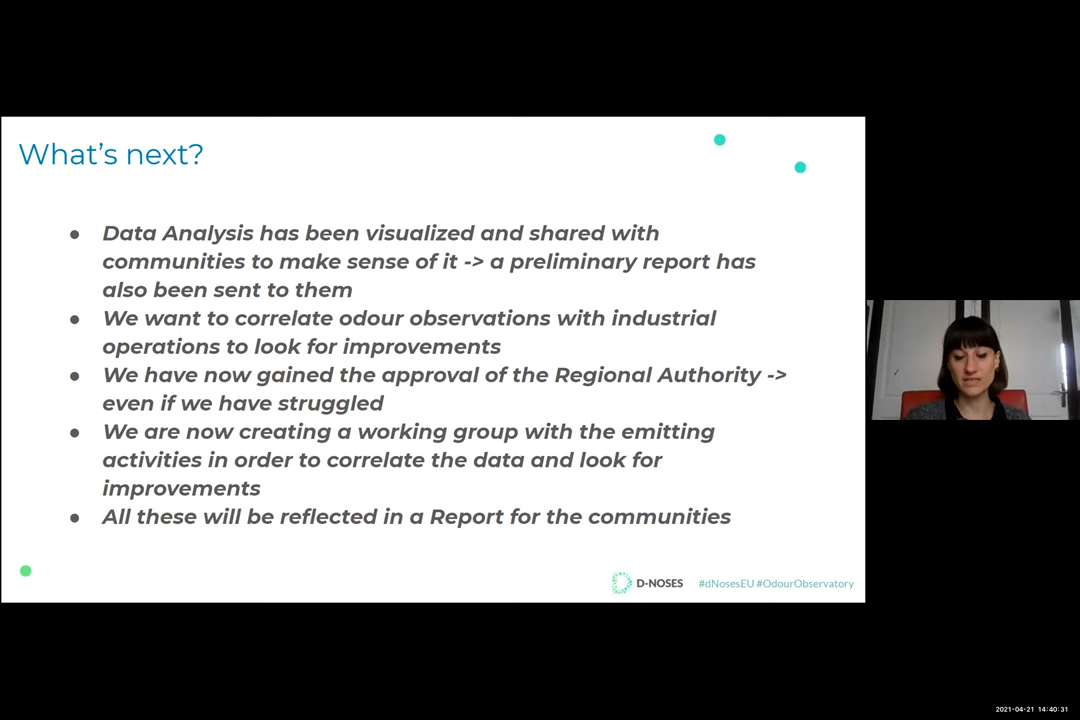 What's next?
● Data Analysis has been visualized and shared with
communities to make sense of it -> a preliminary report has
also been sent to them
● We want to correlate odour observations with industrial
operations to look for improvements
● We have now gained the approval of the Regional Authority ->
even if we have struggled
● We are now creating a working group with the emitting
activities in order to correlate the data and look for
improvements
● All these will be reflected in a Report for the communities
D-NOSES #dNosesEU #OdourObservatory
2021-04-21 14:40:31